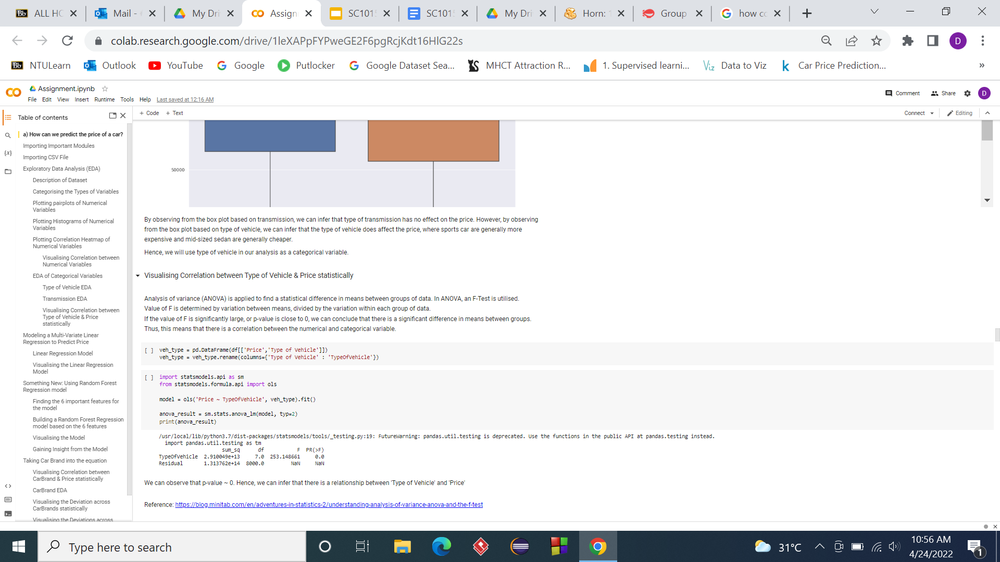 ALL HC
Mail -
My Dri
Assign
SC101
SC101
My Dri
Horn:
Group
how cc
colab.research.google.com/drive/1leXAPpFYPweGE2F6pgRcjKdt16HlG22s
D
NTULearn
Outlook
YouTube
Google
Putlocker
Google Dataset Sea...
MHCT Attraction R...
1. Supervised learni...
Data to Viz
Car Price Prediction...
»
Assignment.ipynb
File Edit View Insert Runtime Tools Help Last saved at 12:16 AM
Comment
Share
D
Table of contents
+ Code + Text
Connect
Editing
a) How can we predict the price of a car?
Importing Important Modules
Importing CSV File
Exploratory Data Analysis (EDA)
Description of Dataset
Categorising the Types of Variables
Plotting pairplots of Numerical
Variables
Plotting Histograms of Numerical
Variables
Plotting Correlation Heatmap of
Numerical Variables
Visualising Correlation between
Numerical Variables
EDA of Categorical Variables
Type of Vehicle EDA
Transmission EDA
Visualising Correlation between
Type of Vehicle & Price
statistically
Modeling a Multi-Variate Linear
Regression to Predict Price
Linear Regression Model
Visualising the Linear Regression
Model
Something New: Using Random Forest
Regression model
Finding the 6 important features for
the model
Building a Random Forest Regression
model based on the 6 features
Visualising the Model
Gaining Insight from the Model
Taking Car Brand into the equation
Visualising Correlation between
CarBrand & Price statistically
CarBrand EDA
Visualising the Deviation across
CarBrands statistically
Visualising the Deviations across
50000
By observing from the box plot based on transmission, we can infer that type of transmission has no effect on the price. However, by observing
from the box plot based on type of vehicle, we can infer that the type of vehicle does affect the price, where sports car are generally more
expensive and mid-sized sedan are generally cheaper.
Hence, we will use type of vehicle in our analysis as a categorical variable.
Visualising Correlation between Type of Vehicle & Price statistically
Analysis of variance (ANOVA) is applied to find a statistical difference in means between groups of data. In ANOVA, an F-Test is utilised.
Value of F is determined by variation between means, divided by the variation within each group of data.
If the value of F is significantly large, or p-value is close to 0, we can conclude that there is a significant difference in means between groups.
Thus, this means that there is a correlation between the numerical and categorical variable.
[ ] veh_type = pd.DataFrame(df[['Price','Type of Vehicle']])
veh_type = veh_type.rename(columns={'Type of Vehicle' : 'TypeOfVehicle'})
[ ] import statsmodels.api as sm
from statsmodels.formula.api import ols
model = ols('Price ~ TypeOfVehicle', veh_type).fit()
anova_result = sm.stats.anova_lm(model, typ=2)
print(anova_result)
/usr/local/lib/python3.7/dist-packages/statsmodels/tools/_testing.py:19: FutureWarning: pandas.util.testing is deprecated. Use the functions in the public API at pandas.testing instead.
import pandas.util.testing as tm
sum_sq df F PR(>F)
TypeOfVehicle 2.910049e+13 7.0 253.148661 0.0
Residual 1.313762e+14 8000.0 NaN NaN
We can observe that p-value ~ 0. Hence, we can infer that there is a relationship between 'Type of Vehicle' and 'Price'
Reference: https://blog.minitab.com/en/adventures-in-statistics-2/understanding-analysis-of-variance-anova-and-the-f-test
Type here to search
31°C
10:56 AM
4/24/2022
1